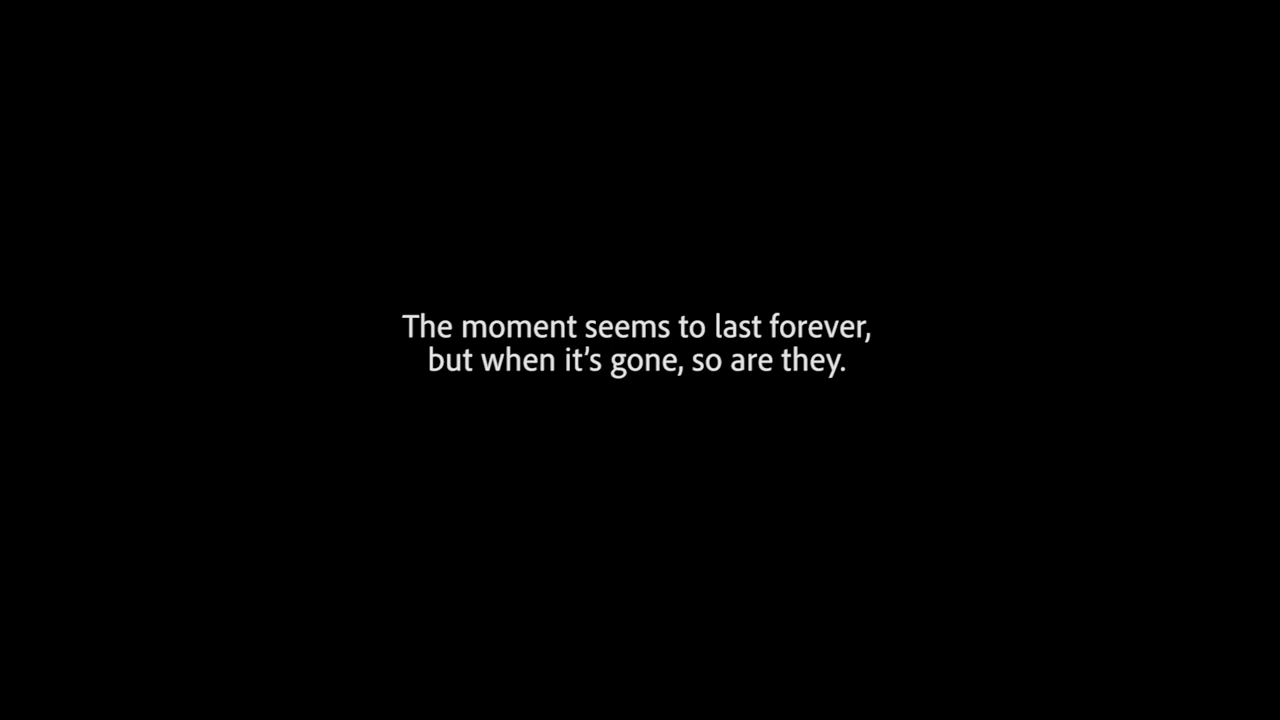 The moment seems to last forever,
but when it’s gone, so are they.